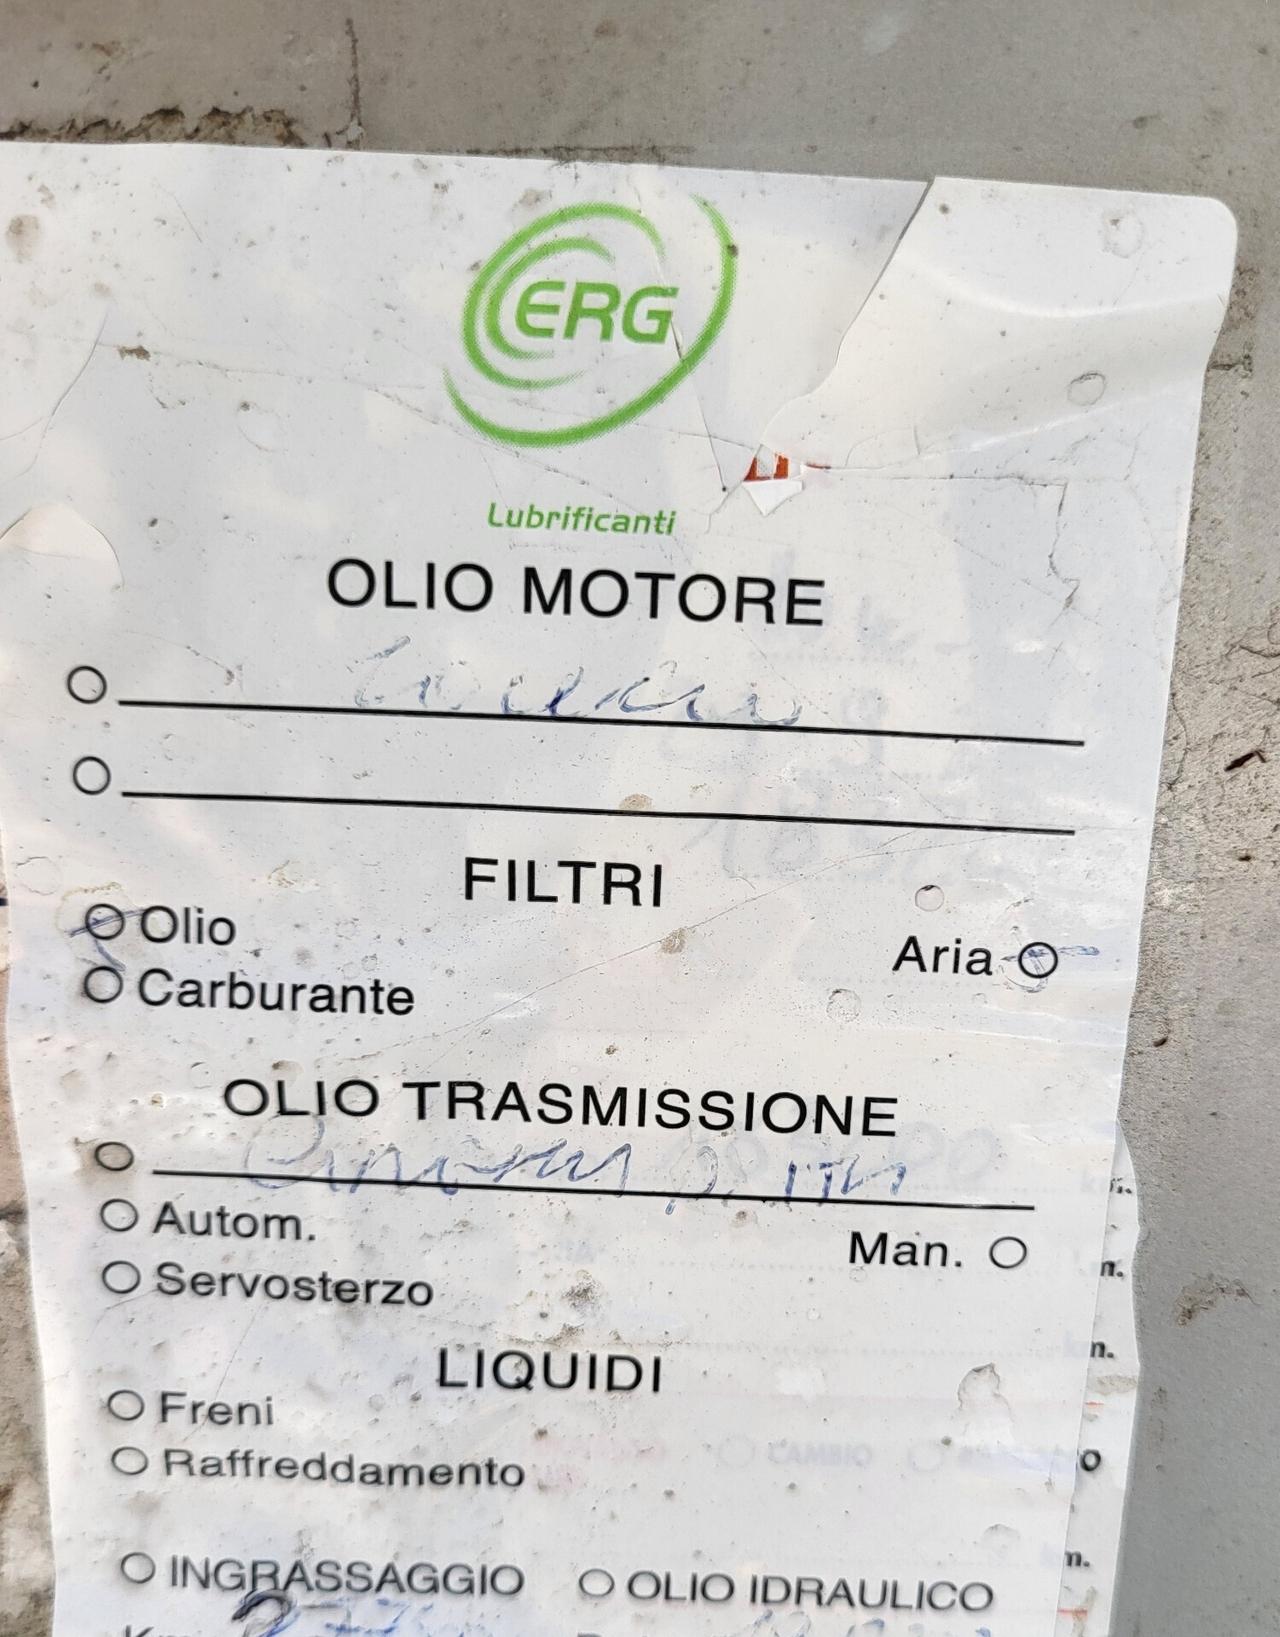 ERG
Lubrificanti
OLIO MOTORE
FILTRI
Olio
Aria
Carburante
OLIO TRASMISSIONE
Autom.
Man.
Servosterzo
LIQUIDI
Freni
Raffreddamento
INGRASSAGGIO OLIO IDRAULICO